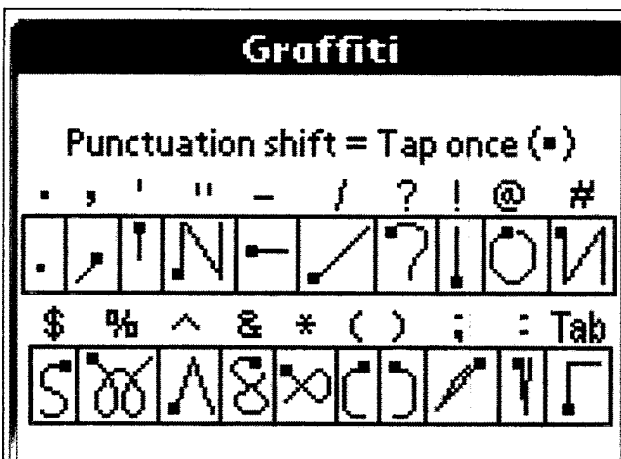 Graffiti
Punctuation shift = Tap once (▪)
. , ' " – / ? ! @ #
$ % ^ & * ( ) ; : Tab